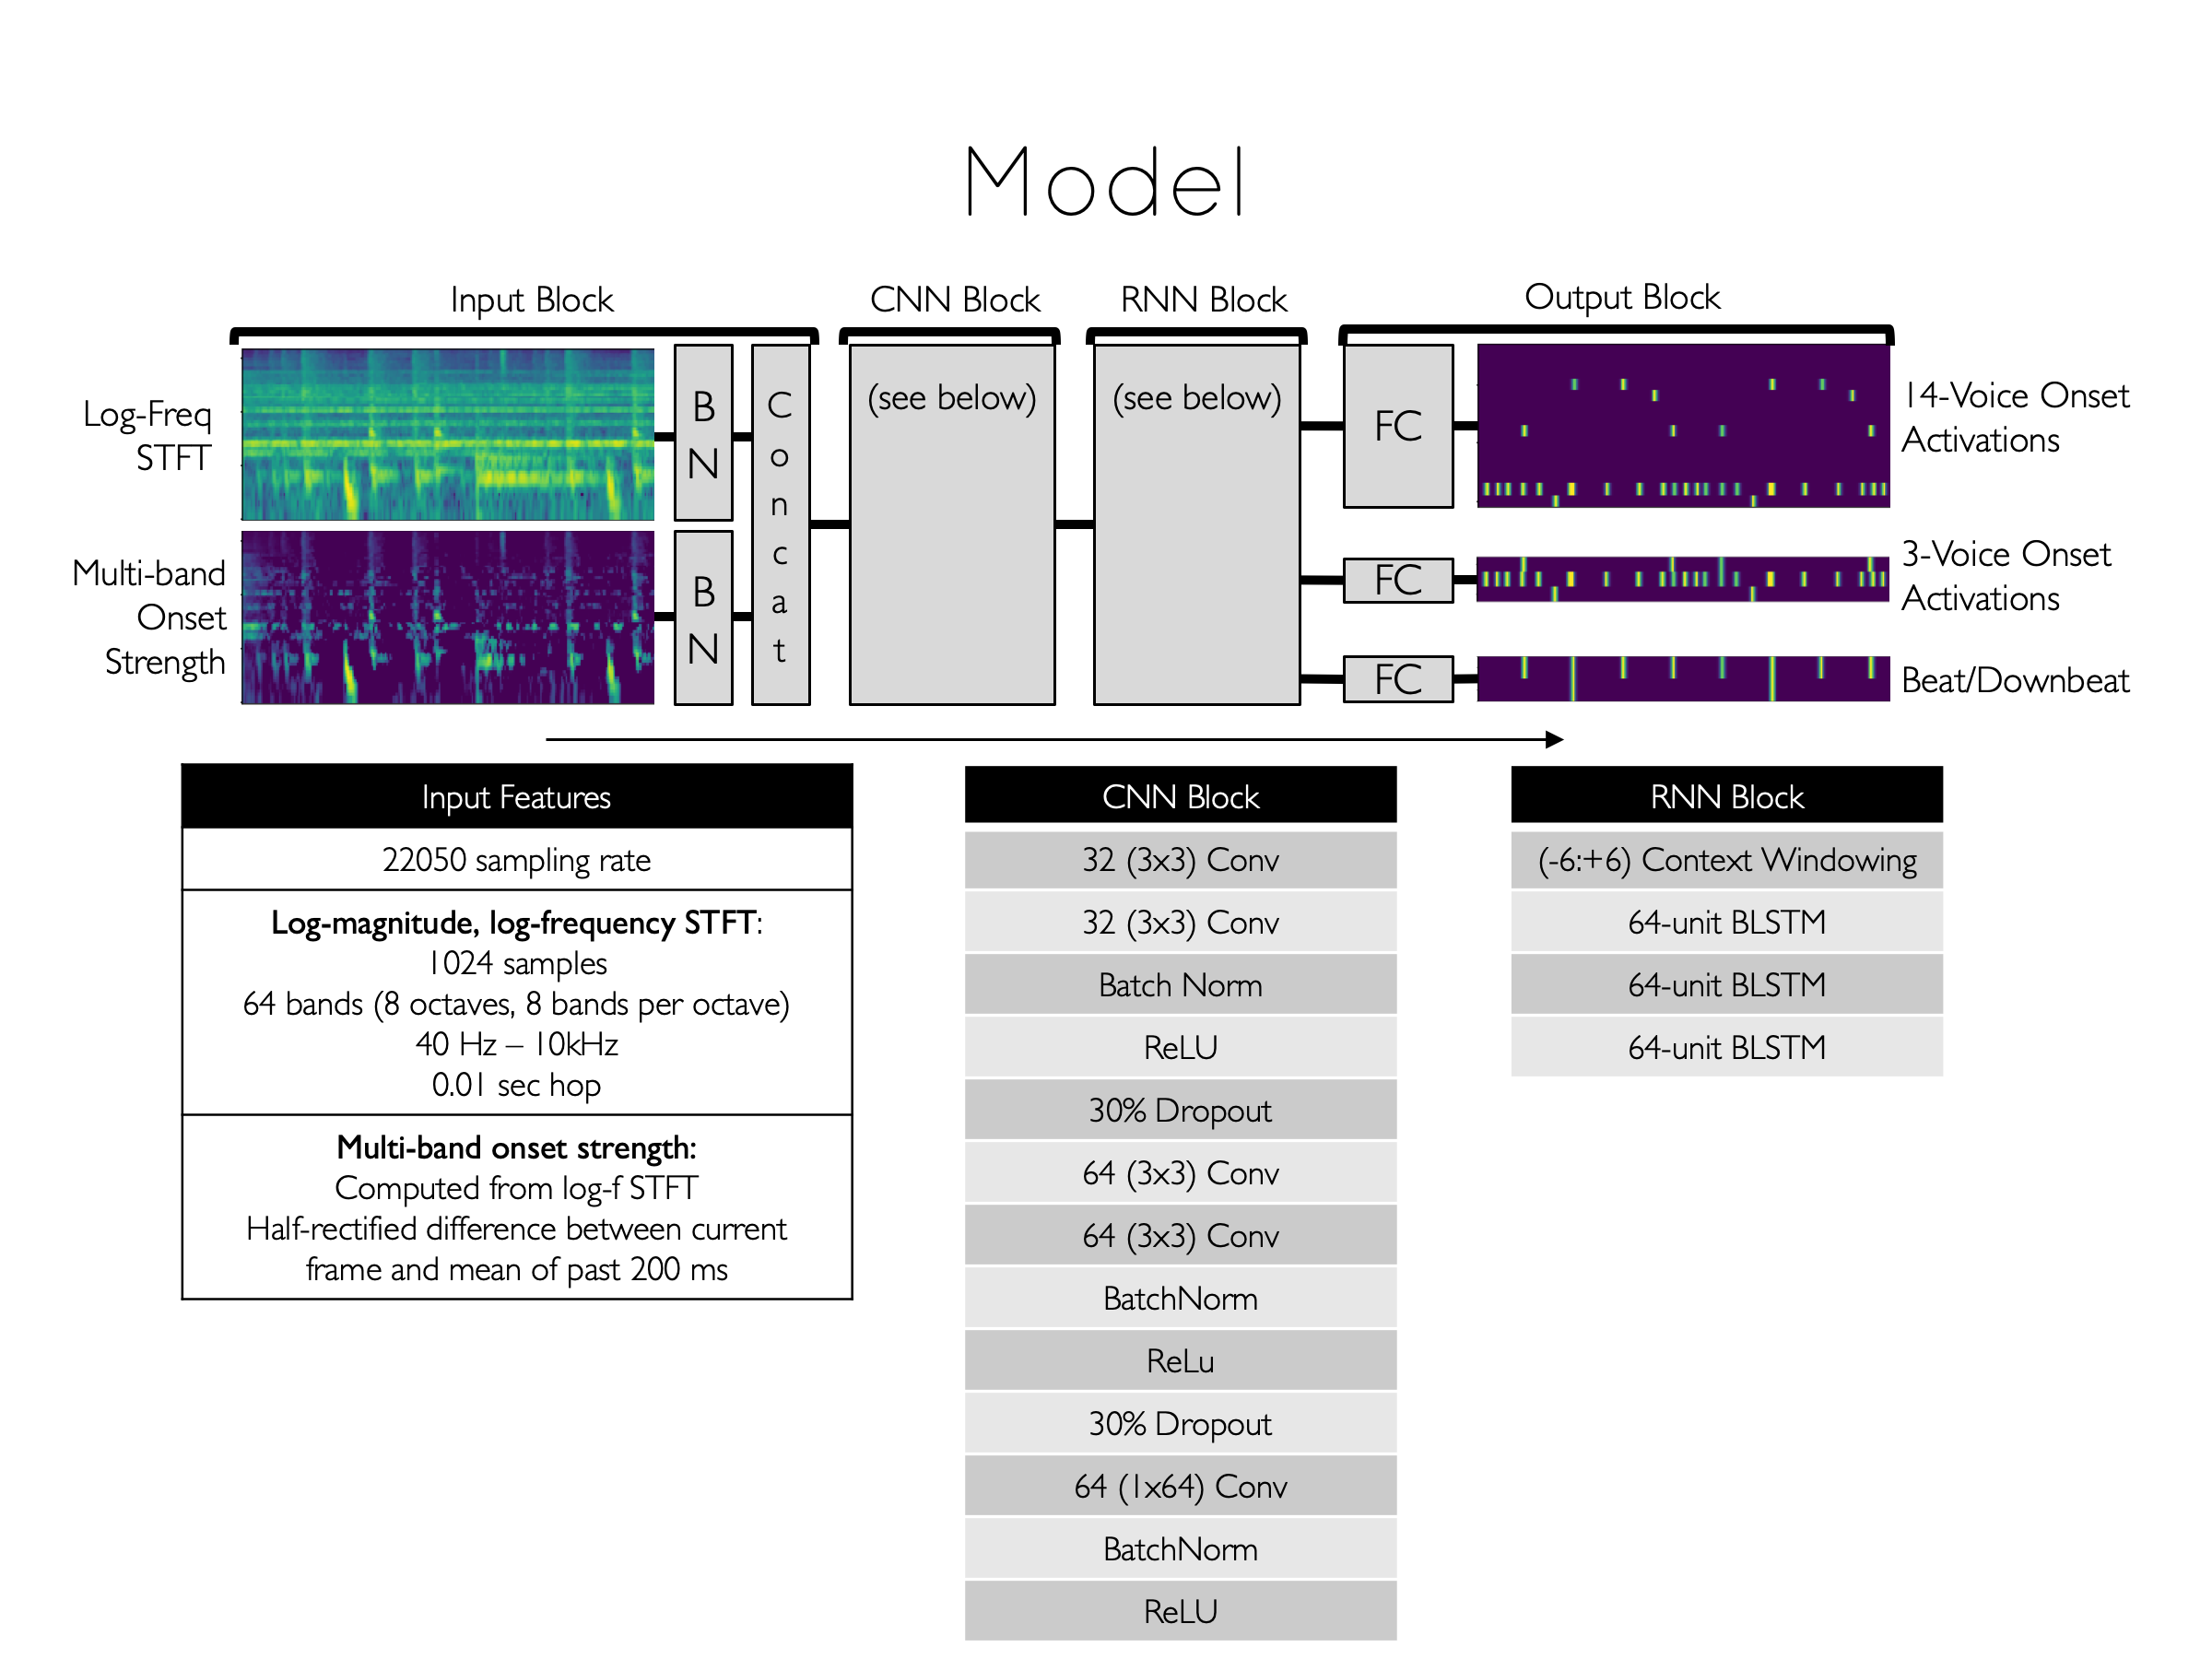 Model
Input Block
CNN Block
RNN Block
Output Block
Log-Freq
STFT
Multi-band
Onset
Strength
B
N
B
N
C
o
n
c
a
t
(see below)
(see below)
FC
FC
FC
14-Voice Onset
Activations
3-Voice Onset
Activations
Beat/Downbeat
Input Features
22050 sampling rate
Log-magnitude, log-frequency STFT:
1024 samples
64 bands (8 octaves, 8 bands per octave)
40 Hz – 10kHz
0.01 sec hop
Multi-band onset strength:
Computed from log-f STFT
Half-rectified difference between current
frame and mean of past 200 ms
CNN Block
32 (3x3) Conv
32 (3x3) Conv
Batch Norm
ReLU
30% Dropout
64 (3x3) Conv
64 (3x3) Conv
BatchNorm
ReLu
30% Dropout
64 (1x64) Conv
BatchNorm
ReLU
RNN Block
(-6:+6) Context Windowing
64-unit BLSTM
64-unit BLSTM
64-unit BLSTM